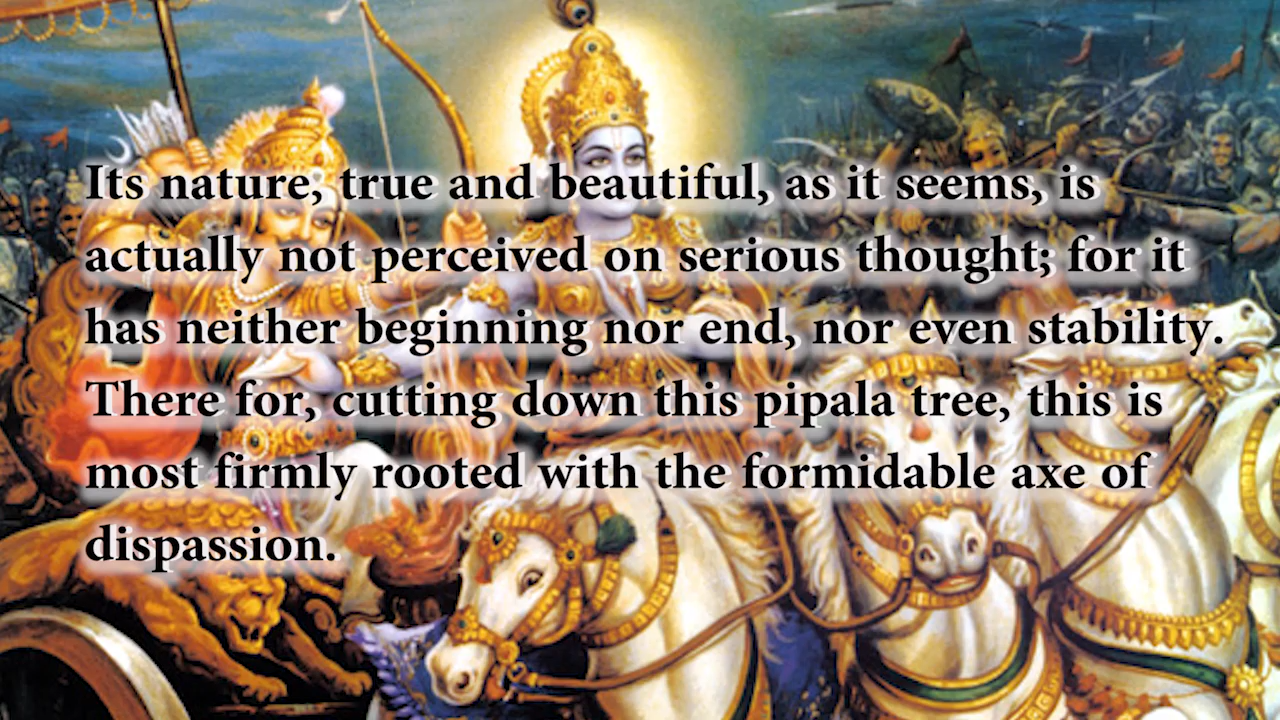 Its nature, true and beautiful, as it seems, is
actually not perceived on serious thought; for it
has neither beginning nor end, nor even stability.
There for, cutting down this pipala tree, this is
most firmly rooted with the formidable axe of
dispassion.